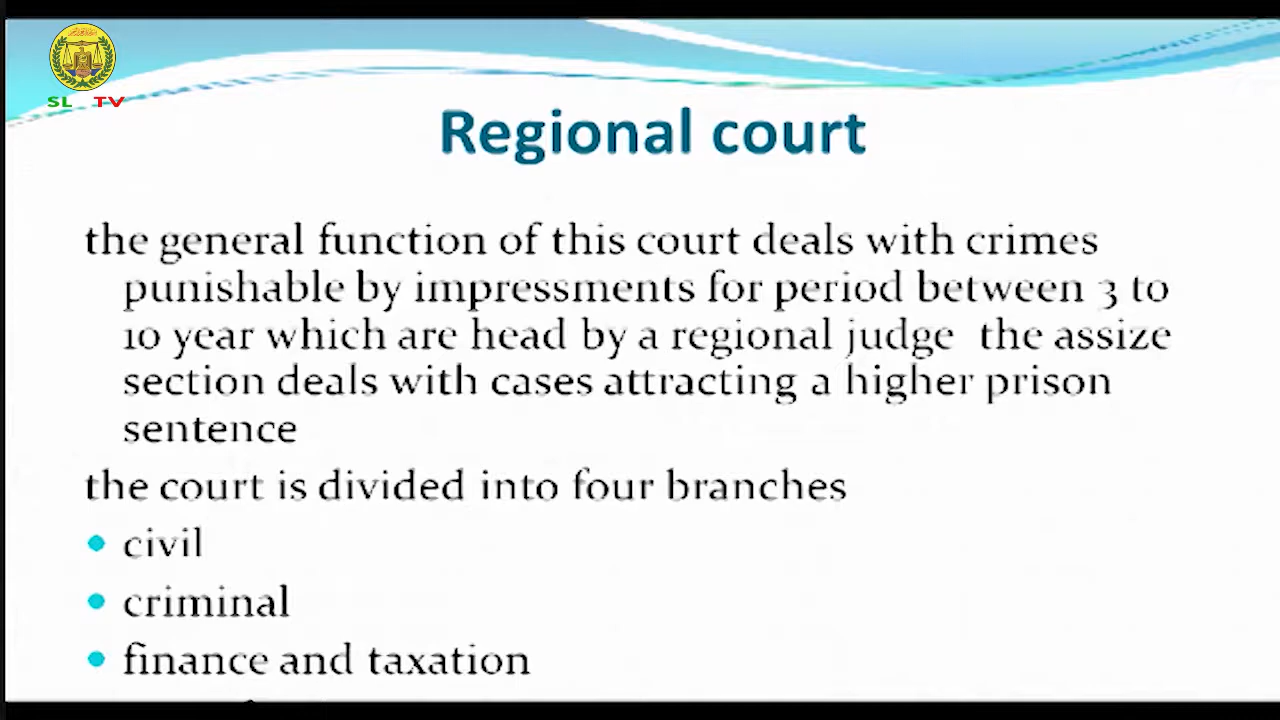 SL TV
Regional court
the general function of this court deals with crimes
punishable by impressments for period between 3 to
10 year which are head by a regional judge the assize
section deals with cases attracting a higher prison
sentence
the court is divided into four branches
civil
criminal
finance and taxation